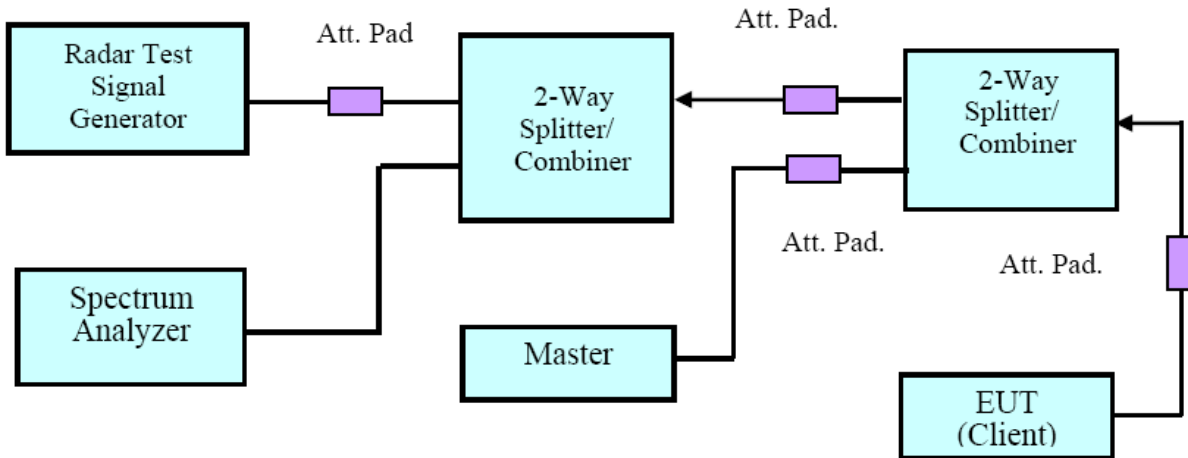 Radar Test
Signal
Generator
Att. Pad
2-Way
Splitter/
Combiner
Att. Pad.
2-Way
Splitter/
Combiner
Att. Pad.
Att. Pad.
Spectrum
Analyzer
Master
EUT
(Client)